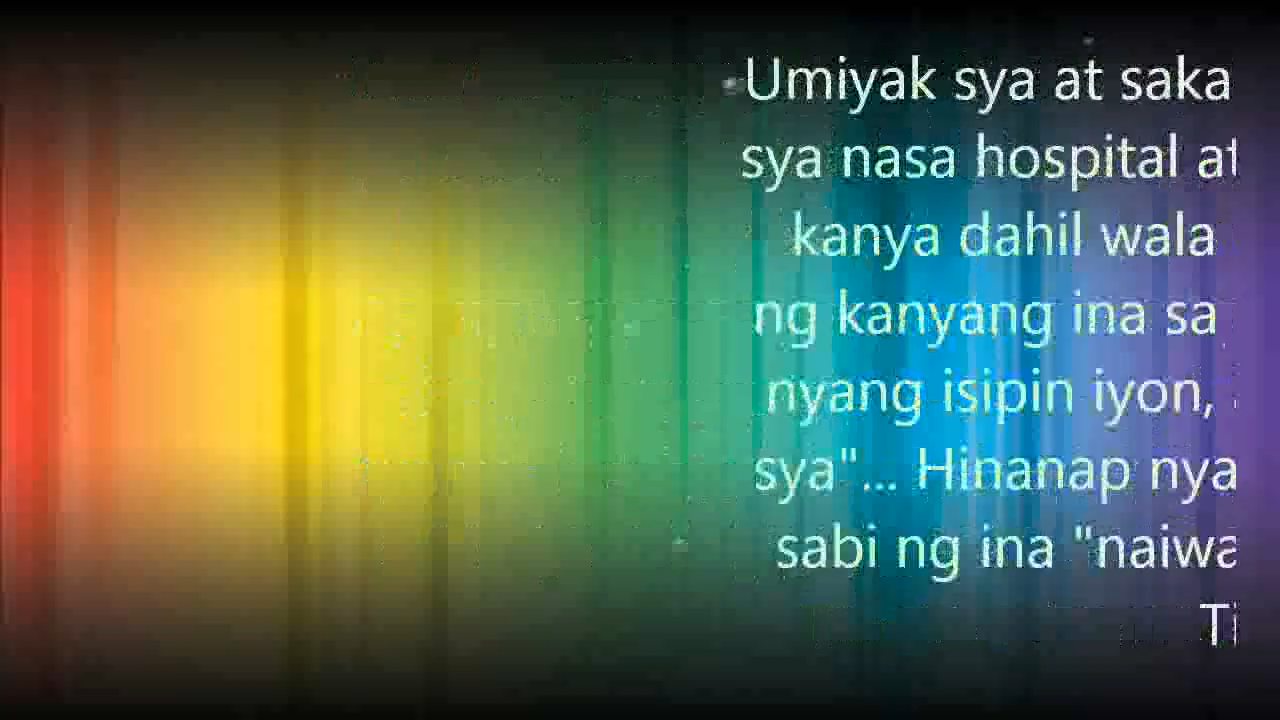 Umiyak sya at saka
sya nasa hospital at
kanya dahil wala
ng kanyang ina sa
nyang isipin iyon,
sya"... Hinanap nya
sabi ng ina "naiwa
Ti